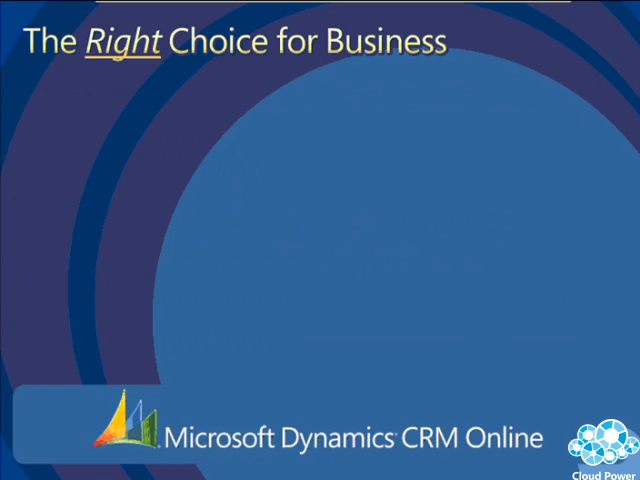 The Right Choice for Business
Microsoft Dynamics CRM Online
Cloud Power